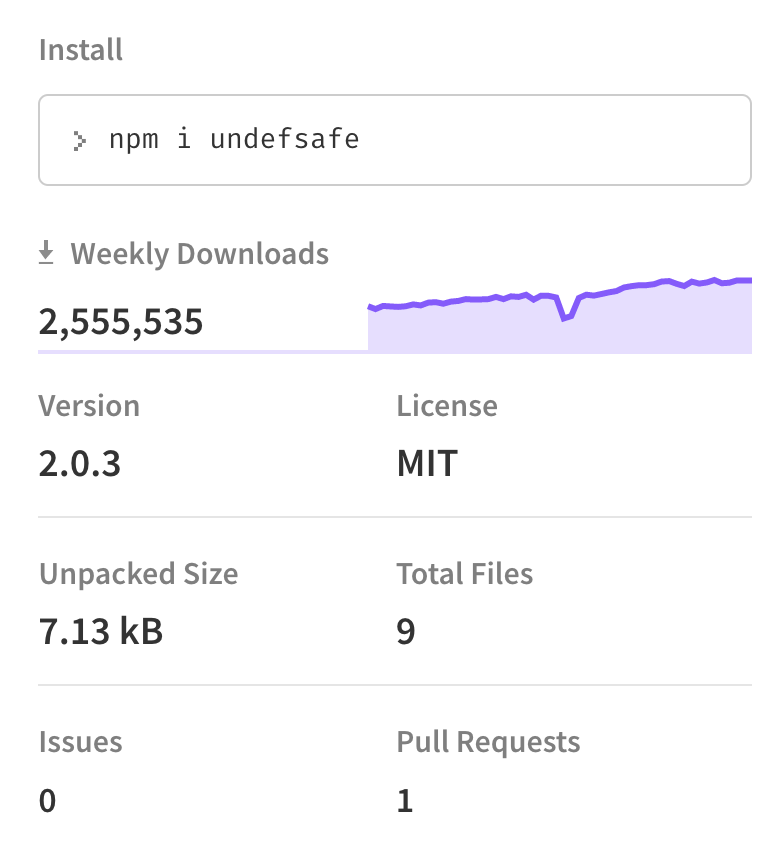 Install
> npm i undefsafe
Weekly Downloads
2,555,535
Version
License
2.0.3
MIT
Unpacked Size
Total Files
7.13 kB
9
Issues
Pull Requests
0
1